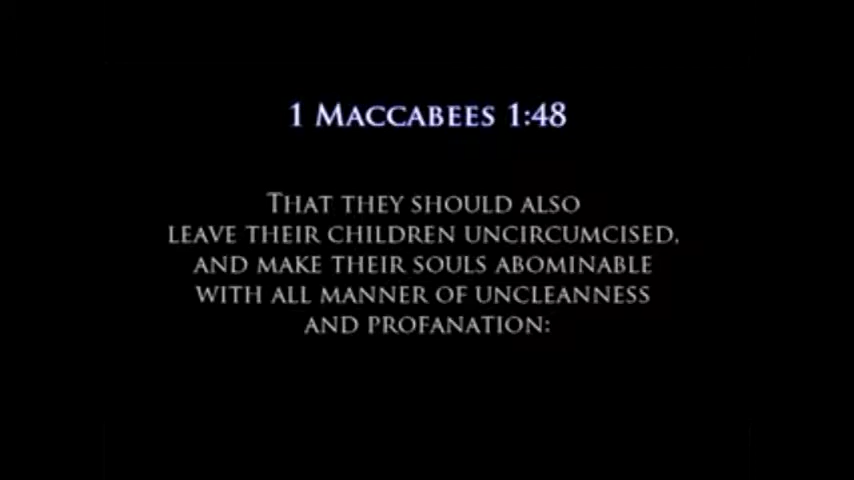 1 Maccabees 1:48
That they should also
leave their children uncircumcised,
and make their souls abominable
with all manner of uncleanness
and profanation: